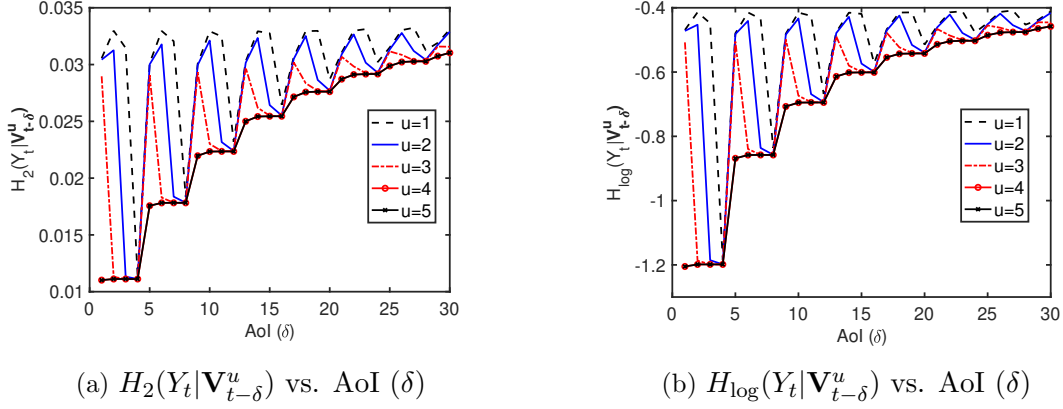 0.035
0.03
0.025
0.02
0.015
0.01
0 5 10 15 20 25 30
H₂(Yₜ|𝐕ᵘₜ₋δ)
AoI (δ)
u=1
u=2
u=3
u=4
u=5
(a) H₂(Yₜ|𝐕ᵘₜ₋δ) vs. AoI (δ)
-0.4
-0.6
-0.8
-1
-1.2
0 5 10 15 20 25 30
H_log(Yₜ|𝐕ᵘₜ₋δ)
AoI (δ)
u=1
u=2
u=3
u=4
u=5
(b) H_log(Yₜ|𝐕ᵘₜ₋δ) vs. AoI (δ)